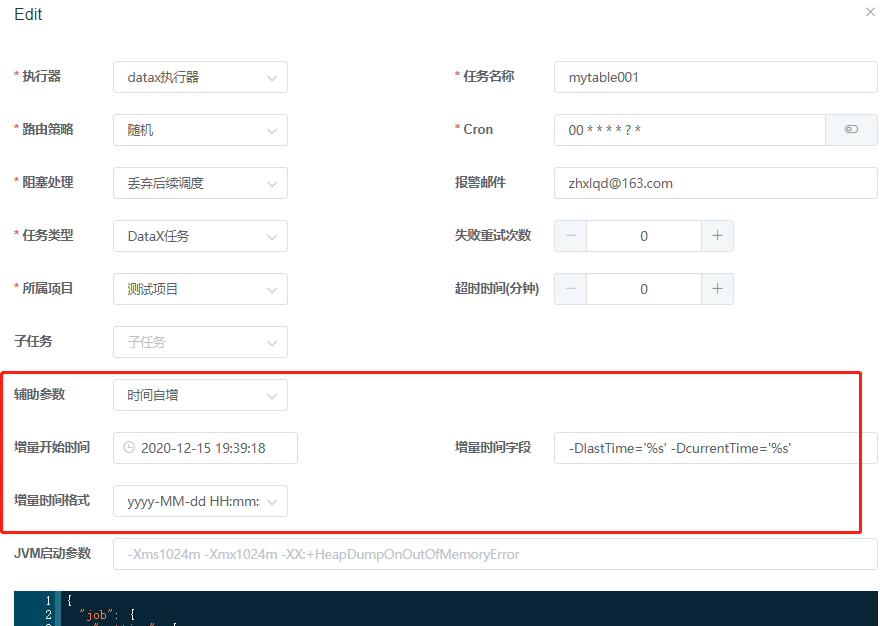 Edit
* 执行器 datax执行器 * 任务名称 mytable001
* 路由策略 随机 * Cron 00 * * * * ? *
* 阻塞处理 丢弃后续调度 报警邮件 zhxlqd@163.com
* 任务类型 DataX任务 失败重试次数 0
* 所属项目 测试项目 超时时间(分钟) 0
子任务 子任务
辅助参数 时间自增
增量开始时间 2020-12-15 19:39:18 增量时间字段 -DlastTime='%s' -DcurrentTime='%s'
增量时间格式 yyyy-MM-dd HH:mm:
JVM启动参数 -Xms1024m -Xmx1024m -XX:+HeapDumpOnOutOfMemoryError
1 {
2 "job": {